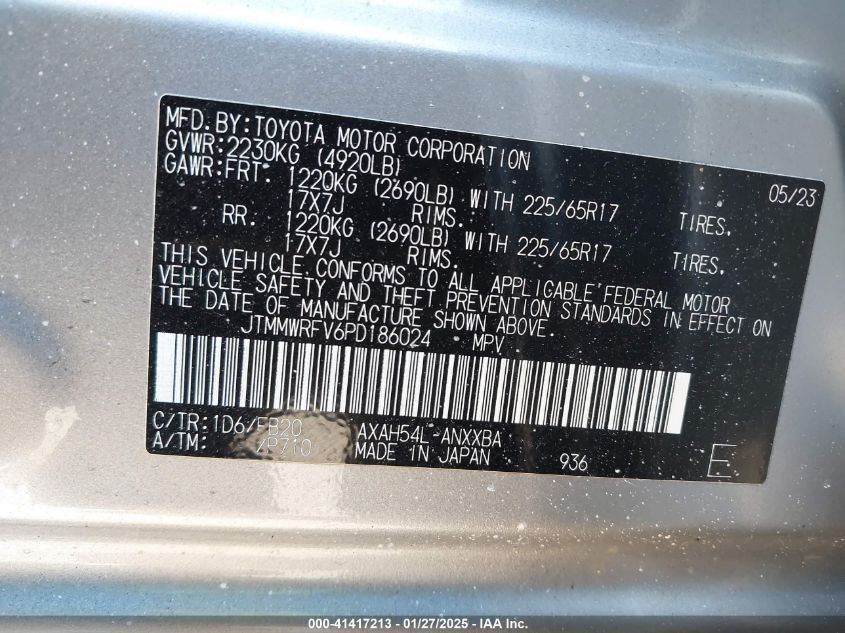 MFD.BY:TOYOTA MOTOR CORPORATION 05/23
GVWR:2230KG (4920LB)
GAWR:FRT. 1220KG (2690LB) WITH 225/65R17 TIRES,
17X7J RIMS.
RR. 1220KG (2690LB) WITH 225/65R17 TIRES,
17X7J RIMS.
THIS VEHICLE CONFORMS TO ALL APPLICABLE FEDERAL MOTOR
VEHICLE SAFETY AND THEFT PREVENTION STANDARDS IN EFFECT ON
THE DATE OF MANUFACTURE SHOWN ABOVE.
JTMMWRFV6PD186024 MPV
C/TR:1D6/FB20 AXAH54L-ANXXBA
A/TM: /P710 MADE IN JAPAN 936 E
000-41417213 - 01/27/2025 - IAA Inc.